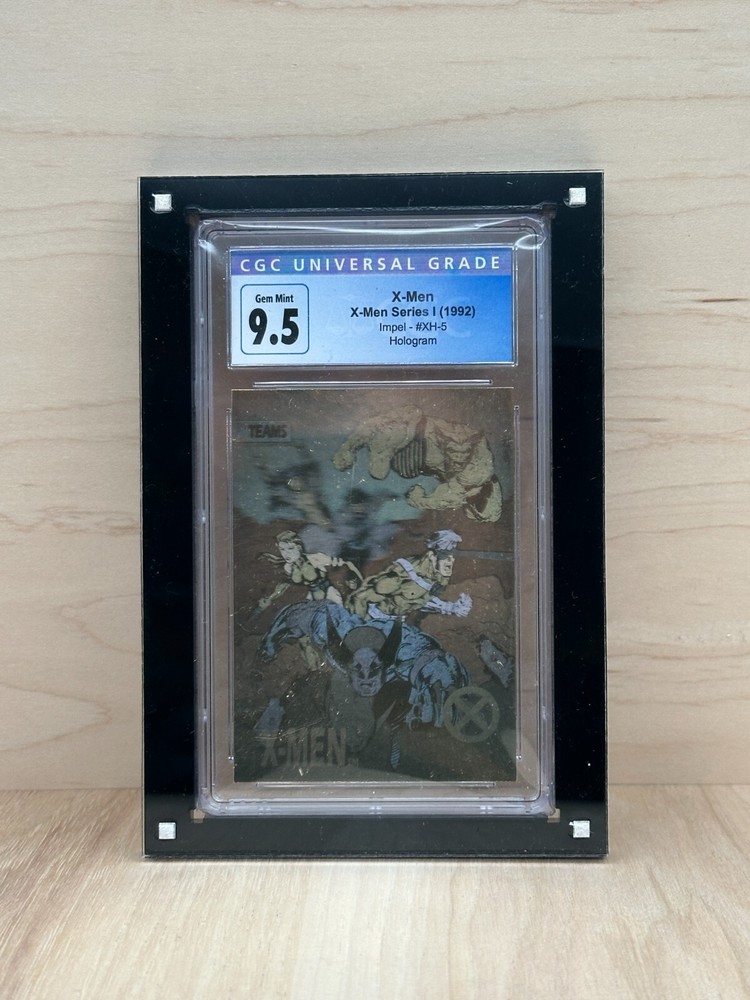 CGC UNIVERSAL GRADE
Gem Mint
9.5
X-Men
X-Men Series I (1992)
Impel - #XH-5
Hologram
TEAMS
X-MEN
X